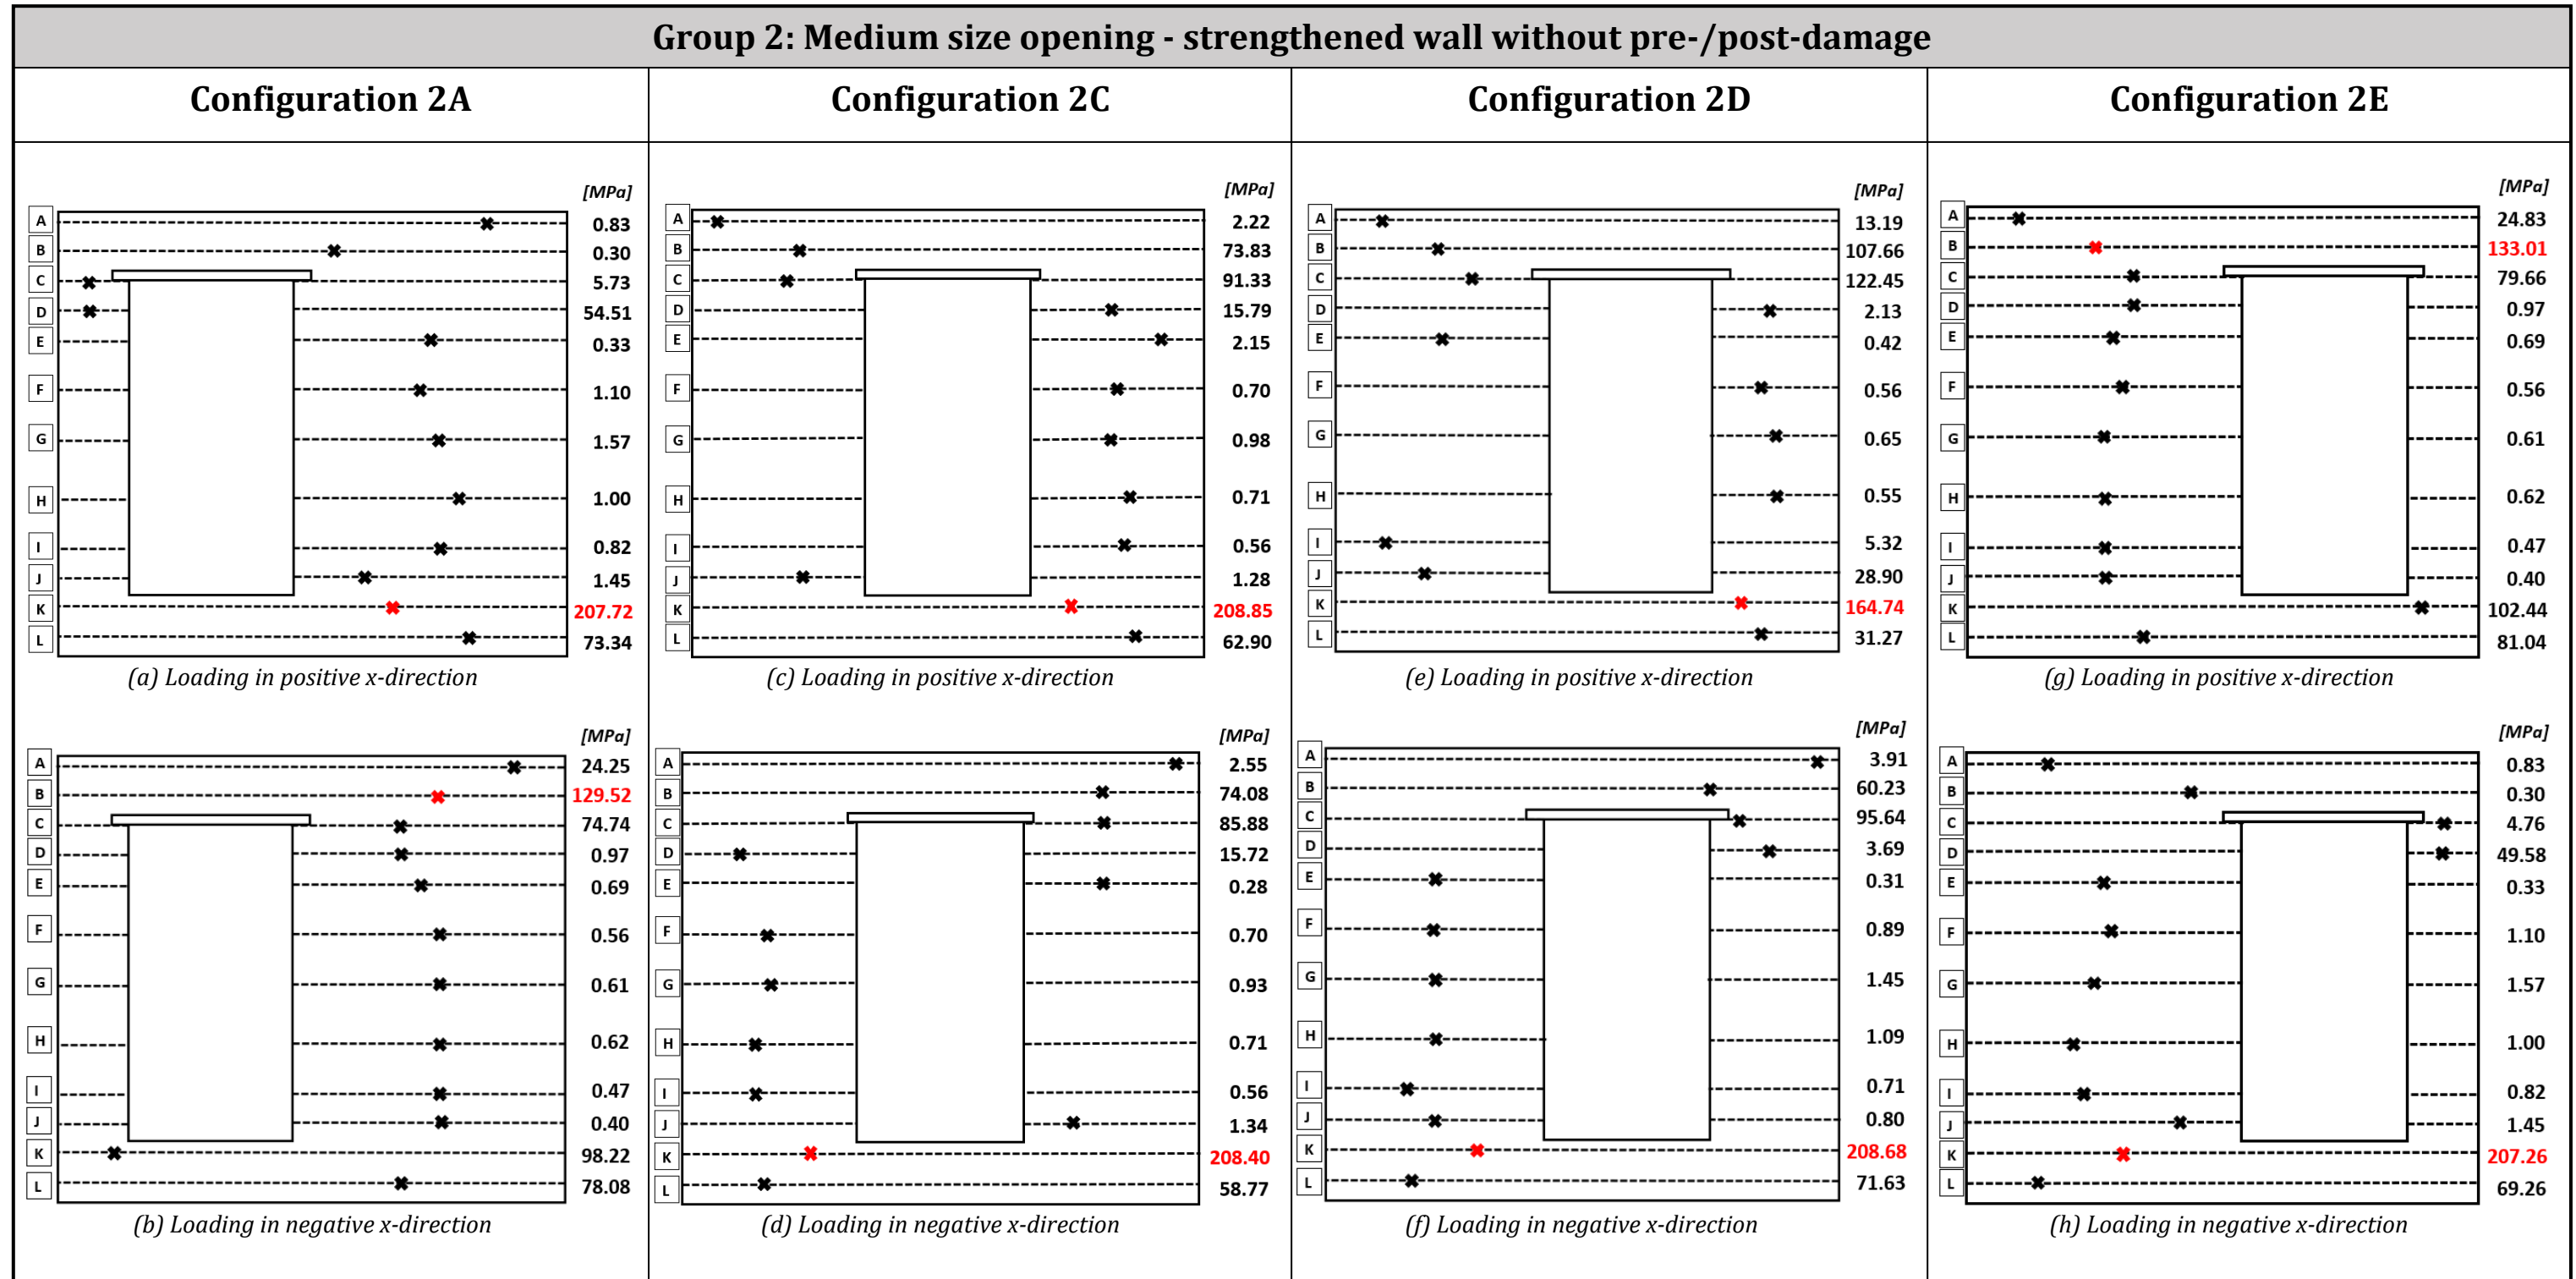 Group 2: Medium size opening - strengthened wall without pre-/post-damage
Configuration 2A
Configuration 2C
Configuration 2D
Configuration 2E
[MPa]
A 0.83
B 0.30
C 5.73
D 54.51
E 0.33
F 1.10
G 1.57
H 1.00
I 0.82
J 1.45
K 207.72
L 73.34
(a) Loading in positive x-direction
[MPa]
A 2.22
B 73.83
C 91.33
D 15.79
E 2.15
F 0.70
G 0.98
H 0.71
I 0.56
J 1.28
K 208.85
L 62.90
(c) Loading in positive x-direction
[MPa]
A 13.19
B 107.66
C 122.45
D 2.13
E 0.42
F 0.56
G 0.65
H 0.55
I 5.32
J 28.90
K 164.74
L 31.27
(e) Loading in positive x-direction
[MPa]
A 24.83
B 133.01
C 79.66
D 0.97
E 0.69
F 0.56
G 0.61
H 0.62
I 0.47
J 0.40
K 102.44
L 81.04
(g) Loading in positive x-direction
[MPa]
A 24.25
B 129.52
C 74.74
D 0.97
E 0.69
F 0.56
G 0.61
H 0.62
I 0.47
J 0.40
K 98.22
L 78.08
(b) Loading in negative x-direction
[MPa]
A 2.55
B 74.08
C 85.88
D 15.72
E 0.28
F 0.70
G 0.93
H 0.71
I 0.56
J 1.34
K 208.40
L 58.77
(d) Loading in negative x-direction
[MPa]
A 3.91
B 60.23
C 95.64
D 3.69
E 0.31
F 0.89
G 1.45
H 1.09
I 0.71
J 0.80
K 208.68
L 71.63
(f) Loading in negative x-direction
[MPa]
A 0.83
B 0.30
C 4.76
D 49.58
E 0.33
F 1.10
G 1.57
H 1.00
I 0.82
J 1.45
K 207.26
L 69.26
(h) Loading in negative x-direction